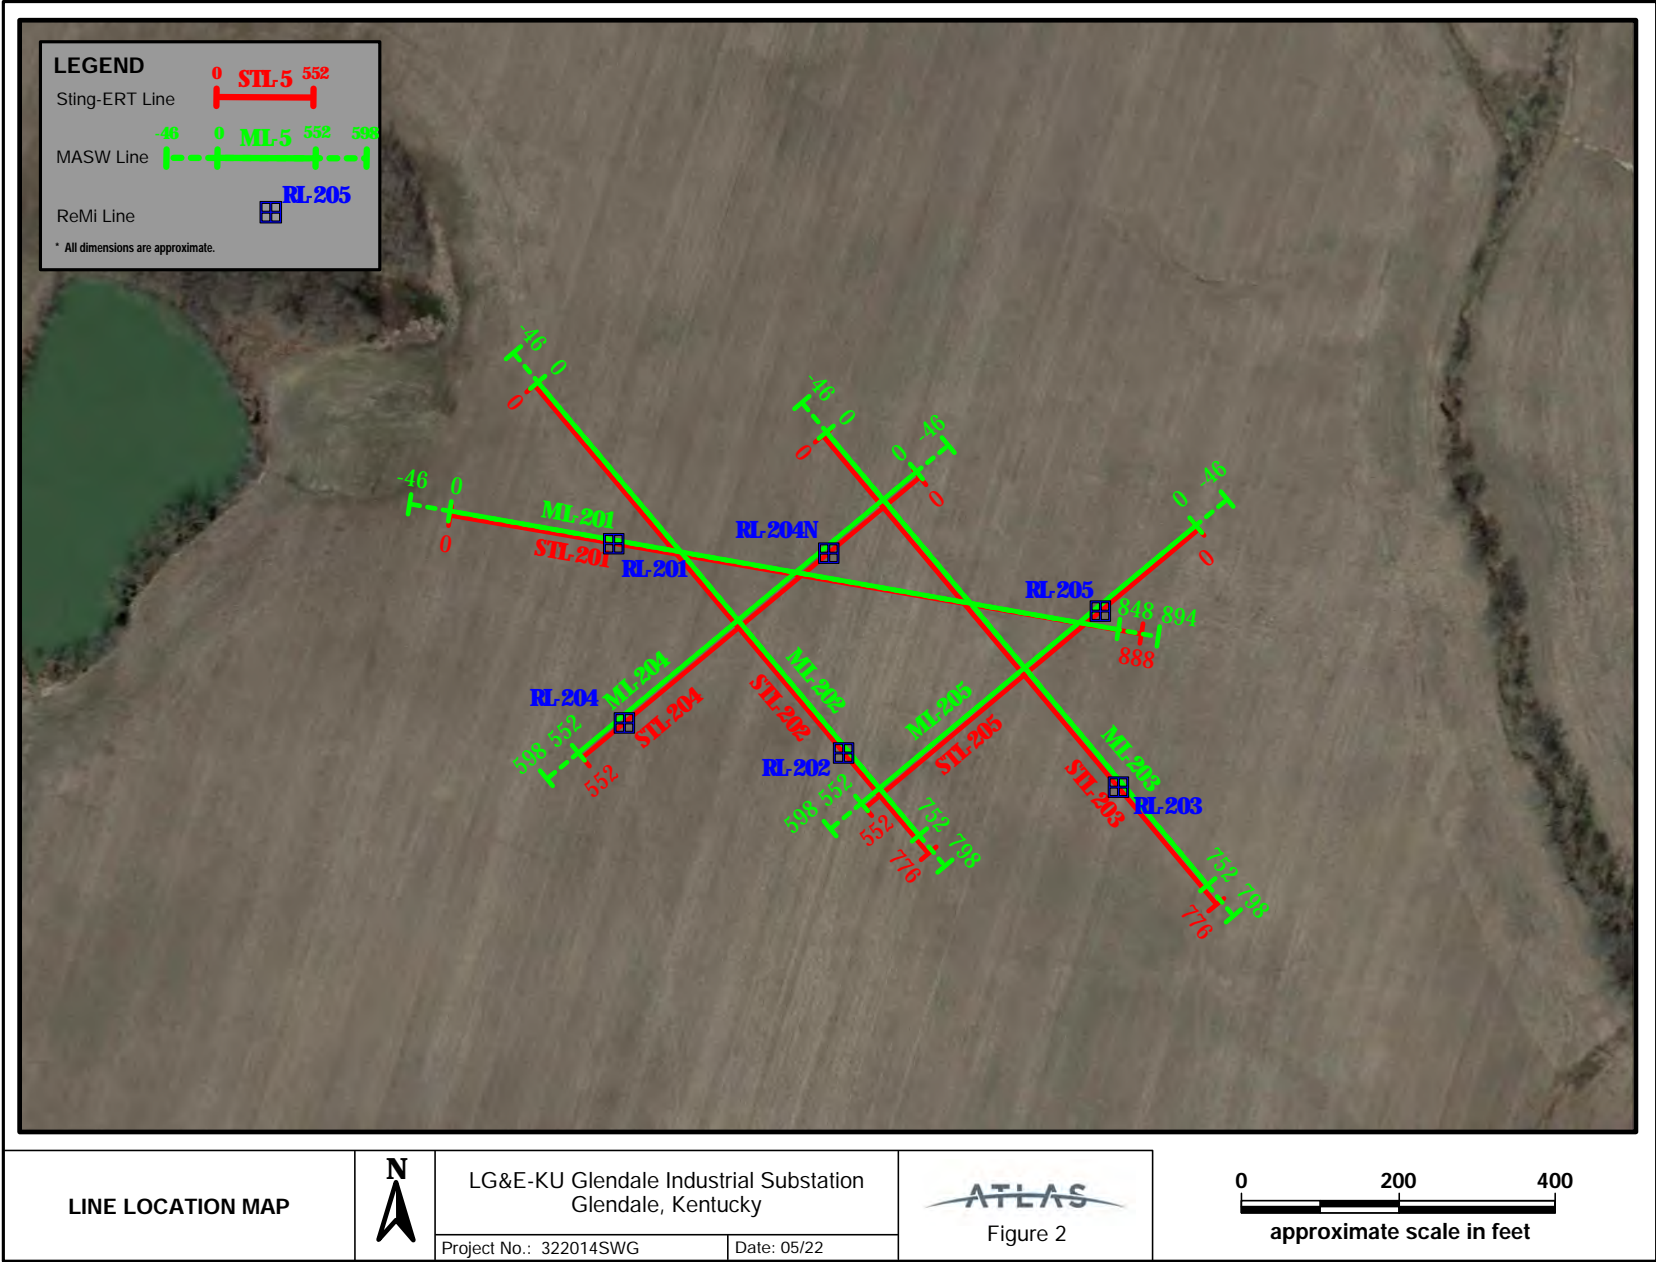 LEGEND
0 STL-5 552
Sting-ERT Line
-46 0 ML-5 552 598
MASW Line
RL-205
ReMi Line
* All dimensions are approximate.
-46 0
0
-46 0
0
0 -46
0
0 -46
0
-46 0
0
ML-201
STL-201
RL-201
RL-204N
RL-205
848 894
888
ML-204
STL-204
RL-204
598 552
552
ML-202
STL-202
RL-202
ML-205
STL-205
598 552
552
752 798
776
ML-203
STL-203
RL-203
752 798
776
LINE LOCATION MAP
N
LG&E-KU Glendale Industrial Substation
Glendale, Kentucky
Project No.: 322014SWG
Date: 05/22
ATLAS
Figure 2
0 200 400
approximate scale in feet